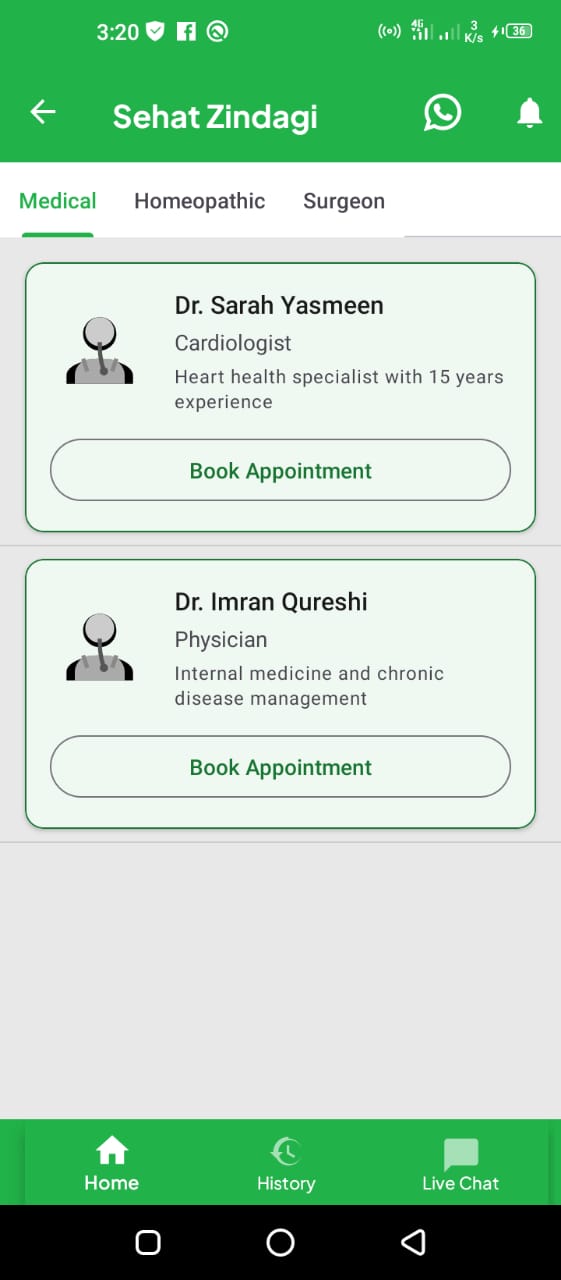 3:20 4G 3 K/s 36
Sehat Zindagi
Medical Homeopathic Surgeon
Dr. Sarah Yasmeen
Cardiologist
Heart health specialist with 15 years
experience
Book Appointment
Dr. Imran Qureshi
Physician
Internal medicine and chronic
disease management
Book Appointment
Home History Live Chat